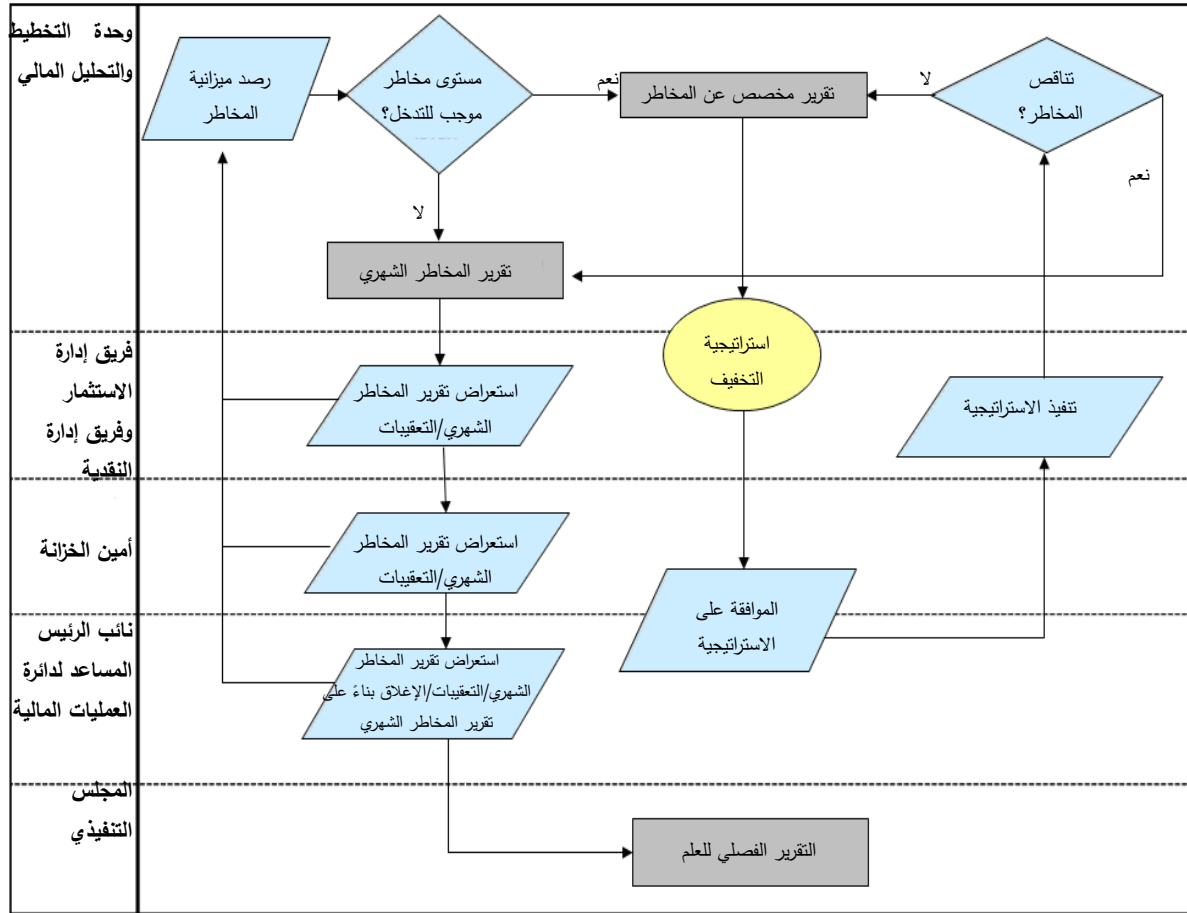 وحدة التخطيط
والتحليل المالي
رصد ميزانية
المخاطر
مستوى مخاطر
موجب للتدخل؟
نعم
تقرير مخصص عن المخاطر
لا
تناقص
المخاطر؟
نعم
لا
تقرير المخاطر الشهري
فريق إدارة
الاستثمار
وفريق إدارة
النقدية
استعراض تقرير المخاطر
الشهري/التعقيبات
استراتيجية
التخفيف
تنفيذ الاستراتيجية
أمين الخزانة
استعراض تقرير المخاطر
الشهري/التعقيبات
الموافقة على
الاستراتيجية
نائب الرئيس
المساعد لدائرة
العمليات المالية
استعراض تقرير المخاطر
الشهري/التعقيبات/الإغلاق بناءً على
تقرير المخاطر الشهري
المجلس
التنفيذي
التقرير الفصلي للعلم